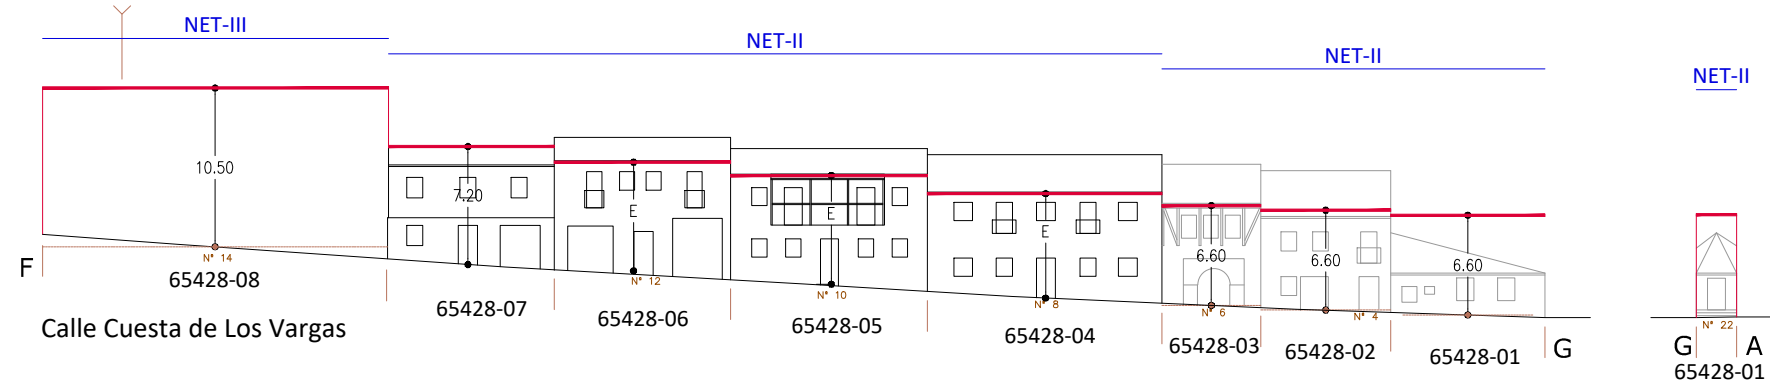 NET-III
NET-II
NET-II
NET-II
10.50
7.20
E
E
E
6.60
6.60
6.60
F
N° 14
N° 12
N° 10
N° 8
N° 6
N° 4
N° 22
65428-08
65428-07
65428-06
65428-05
65428-04
65428-03
65428-02
65428-01
G
G
A
65428-01
Calle Cuesta de Los Vargas